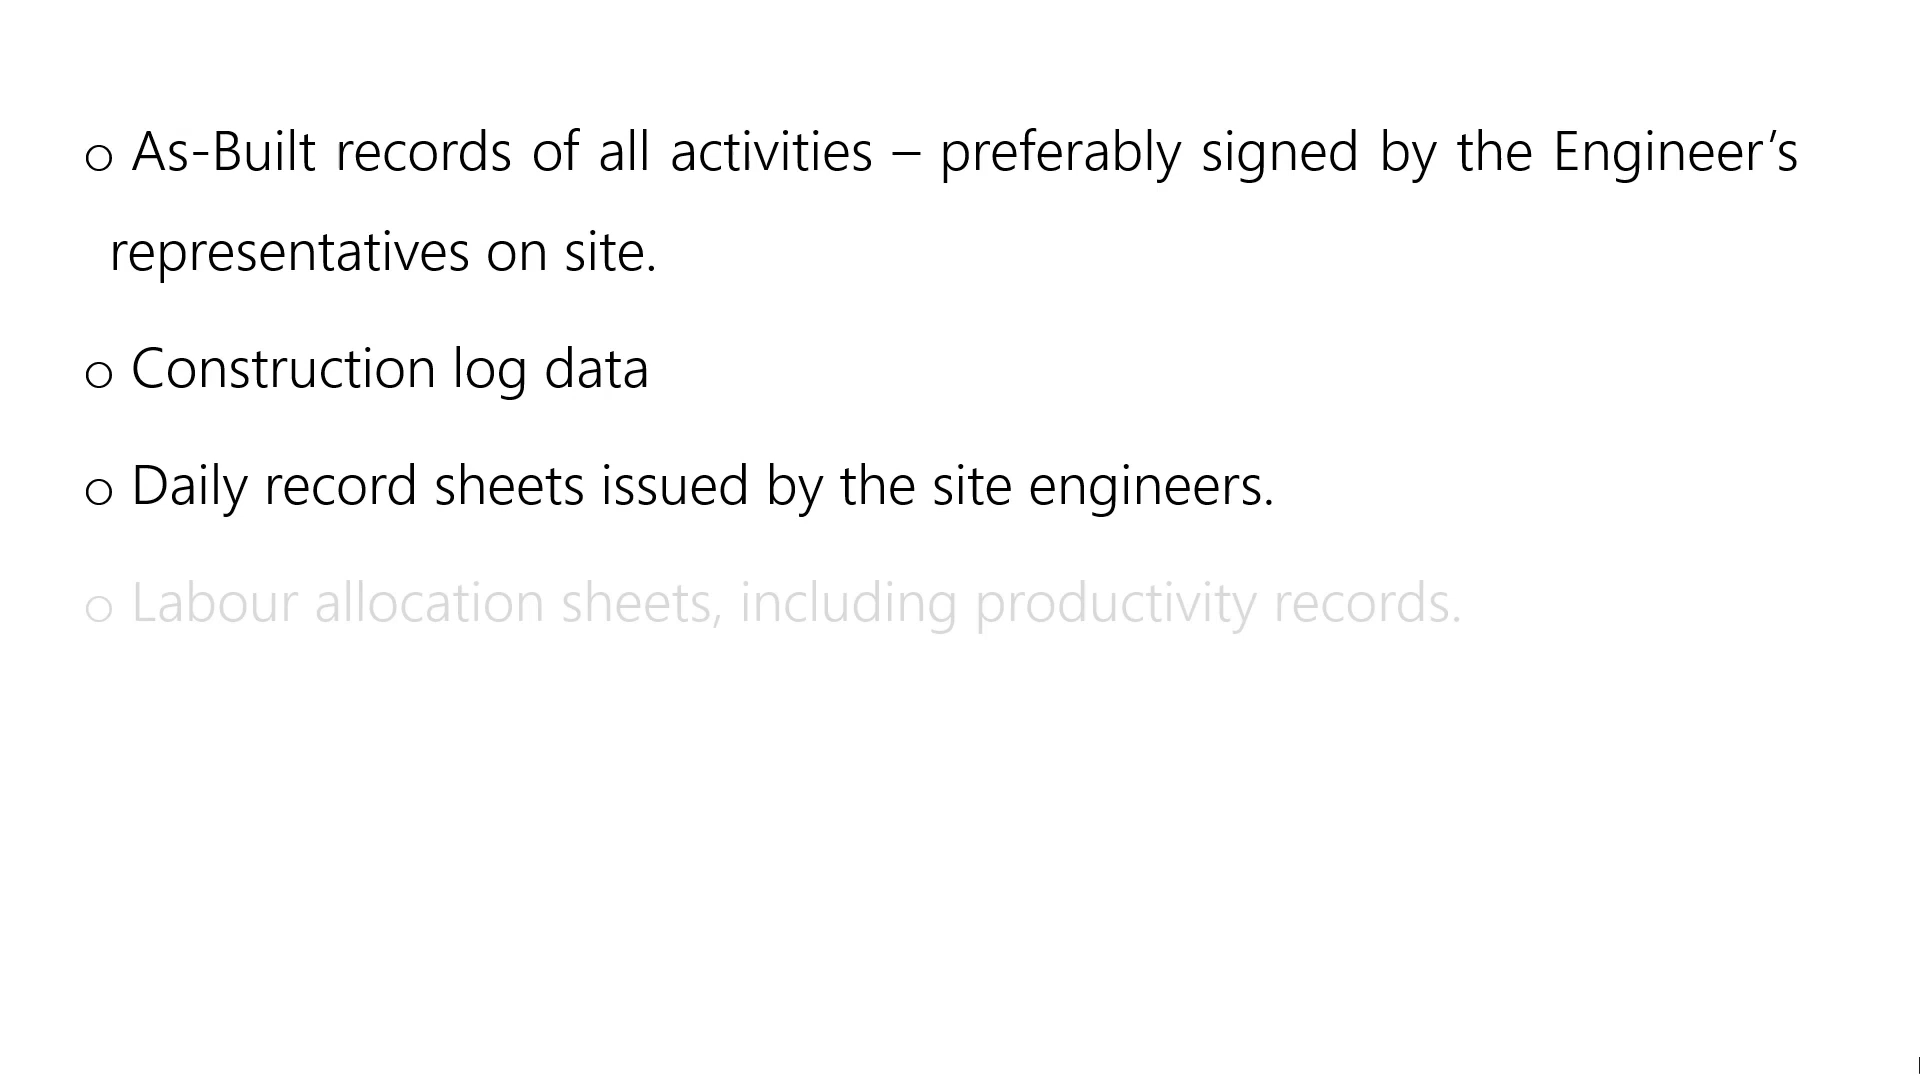 o As-Built records of all activities – preferably signed by the Engineer’s
representatives on site.
o Construction log data
o Daily record sheets issued by the site engineers.
o Labour allocation sheets, including productivity records.